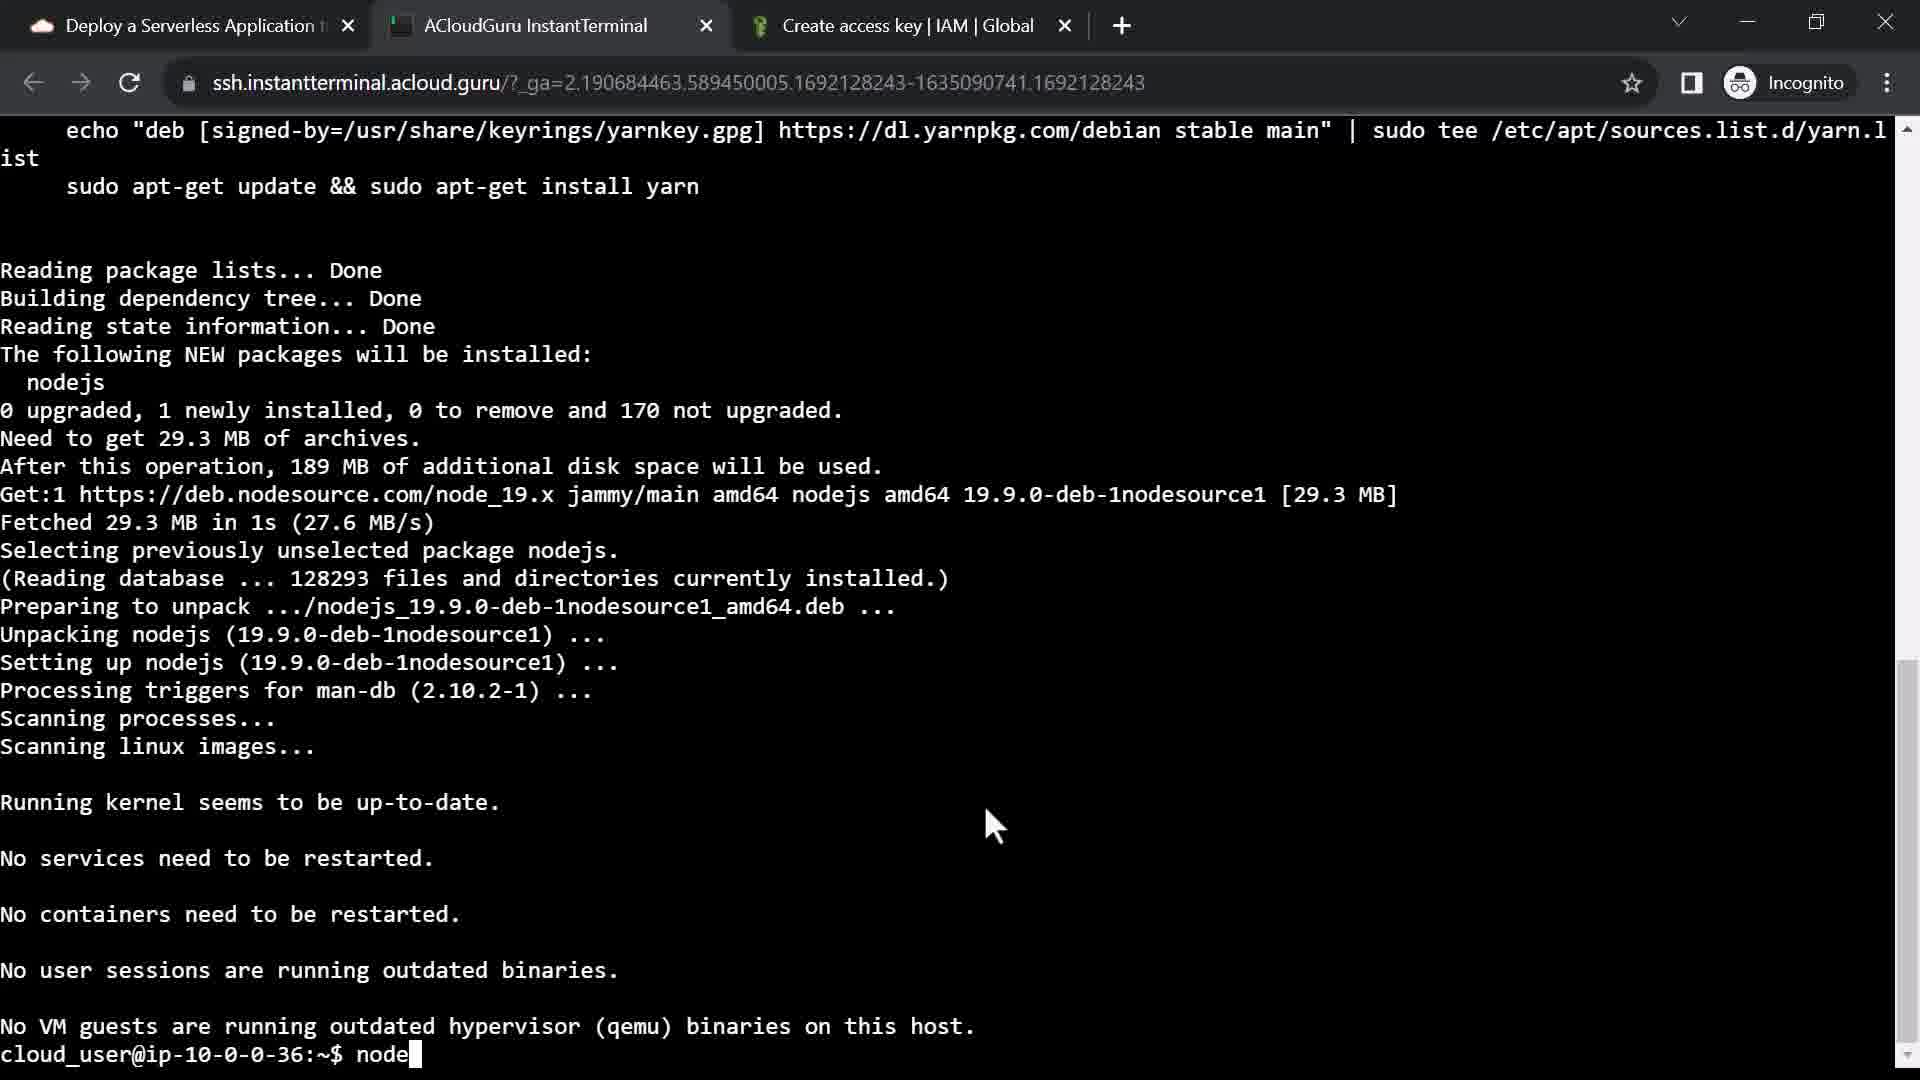 Deploy a Serverless Application
ACloudGuru InstantTerminal
Create access key | IAM | Global
ssh.instantterminal.acloud.guru/?_ga=2.190684463.589450005.1692128243-1635090741.1692128243
Incognito
echo "deb [signed-by=/usr/share/keyrings/yarnkey.gpg] https://dl.yarnpkg.com/debian stable main" | sudo tee /etc/apt/sources.list.d/yarn.l
ist
sudo apt-get update && sudo apt-get install yarn
Reading package lists... Done
Building dependency tree... Done
Reading state information... Done
The following NEW packages will be installed:
nodejs
0 upgraded, 1 newly installed, 0 to remove and 170 not upgraded.
Need to get 29.3 MB of archives.
After this operation, 189 MB of additional disk space will be used.
Get:1 https://deb.nodesource.com/node_19.x jammy/main amd64 nodejs amd64 19.9.0-deb-1nodesource1 [29.3 MB]
Fetched 29.3 MB in 1s (27.6 MB/s)
Selecting previously unselected package nodejs.
(Reading database ... 128293 files and directories currently installed.)
Preparing to unpack .../nodejs_19.9.0-deb-1nodesource1_amd64.deb ...
Unpacking nodejs (19.9.0-deb-1nodesource1) ...
Setting up nodejs (19.9.0-deb-1nodesource1) ...
Processing triggers for man-db (2.10.2-1) ...
Scanning processes...
Scanning linux images...
Running kernel seems to be up-to-date.
No services need to be restarted.
No containers need to be restarted.
No user sessions are running outdated binaries.
No VM guests are running outdated hypervisor (qemu) binaries on this host.
cloud_user@ip-10-0-0-36:~$ node